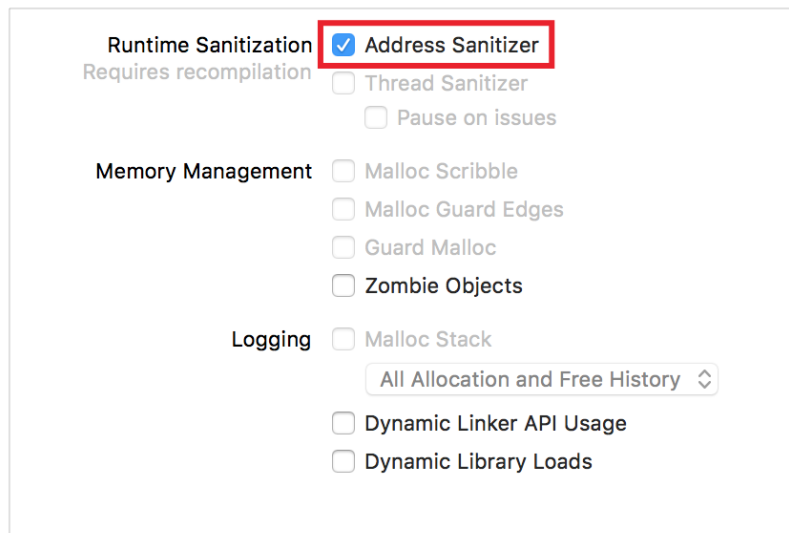 Runtime Sanitization Address Sanitizer
Requires recompilation Thread Sanitizer
Pause on issues
Memory Management Malloc Scribble
Malloc Guard Edges
Guard Malloc
Zombie Objects
Logging Malloc Stack
All Allocation and Free History
Dynamic Linker API Usage
Dynamic Library Loads